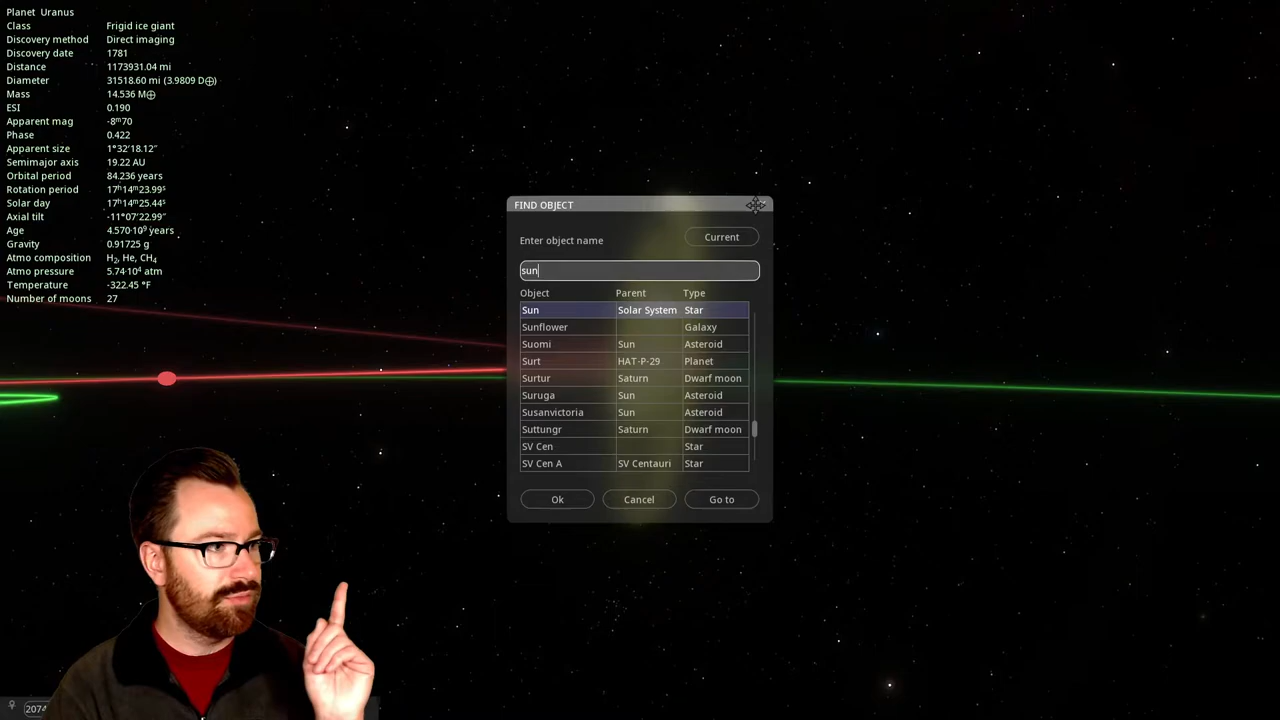 Planet Uranus
Class Frigid ice giant
Discovery method Direct imaging
Discovery date 1781
Distance 1173931.04 mi
Diameter 31518.60 mi (3.9809 D⊕)
Mass 14.536 M⊕
ESI 0.190
Apparent mag -8ᵐ70
Phase 0.422
Apparent size 1°32'18.12"
Semimajor axis 19.22 AU
Orbital period 84.236 years
Rotation period 17ʰ14ᵐ23.99ˢ
Solar day 17ʰ14ᵐ25.44ˢ
Axial tilt -11°07'22.99"
Age 4.570·10⁹ years
Gravity 0.91725 g
Atmo composition H₂, He, CH₄
Atmo pressure 5.74·10⁴ atm
Temperature -322.45 °F
Number of moons 27
FIND OBJECT
Enter object name Current
sun
Object Parent Type
Sun Solar System Star
Sunflower Galaxy
Suomi Sun Asteroid
Surt HAT-P-29 Planet
Surtur Saturn Dwarf moon
Suruga Sun Asteroid
Susanvictoria Sun Asteroid
Suttungr Saturn Dwarf moon
SV Cen Star
SV Cen A SV Centauri Star
Ok Cancel Go to
2074